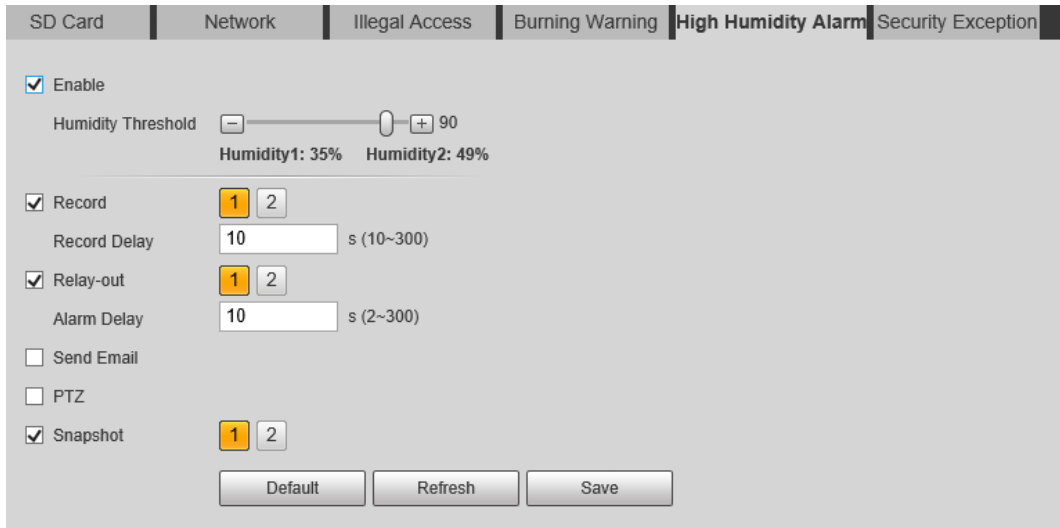 SD Card Network Illegal Access Burning Warning High Humidity Alarm Security Exception
Enable
Humidity Threshold 90
Humidity1: 35% Humidity2: 49%
Record 1 2
Record Delay 10 s (10~300)
Relay-out 1 2
Alarm Delay 10 s (2~300)
Send Email
PTZ
Snapshot 1 2
Default Refresh Save